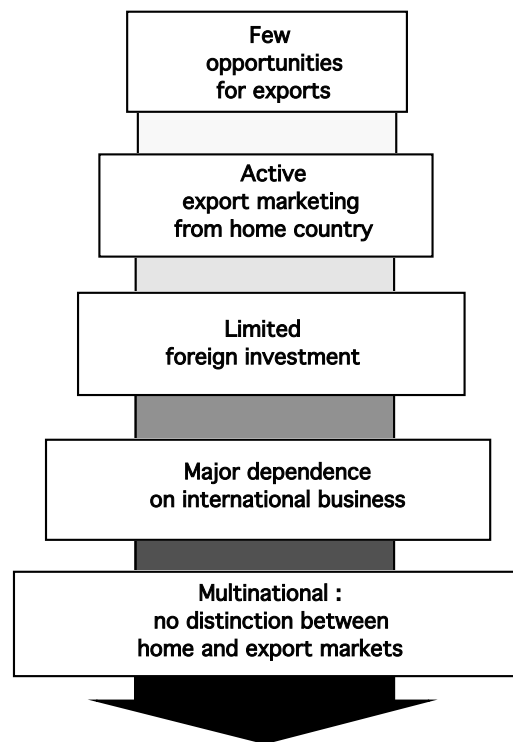 Few
opportunities
for exports
Active
export marketing
from home country
Limited
foreign investment
Major dependence
on international business
Multinational :
no distinction between
home and export markets